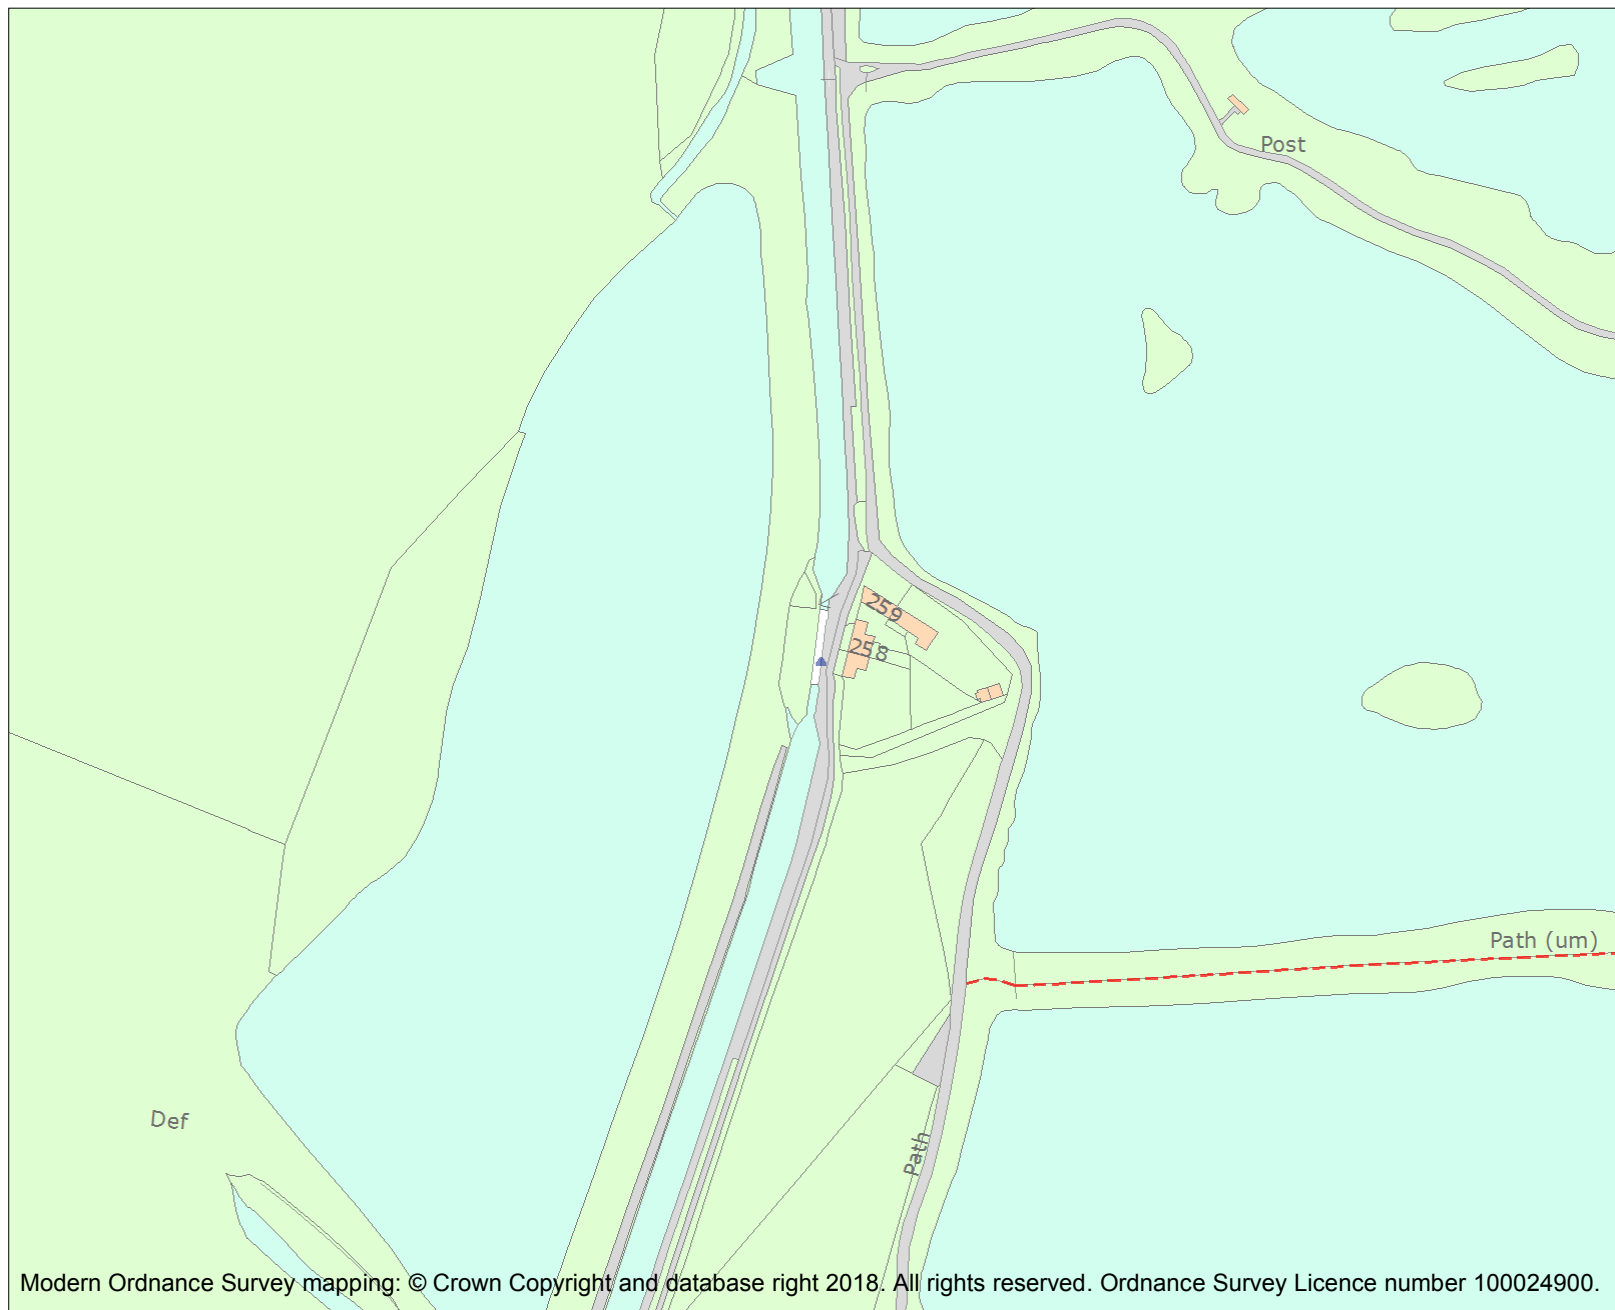 Post
259
258
Path (um)
Def
Path
Modern Ordnance Survey mapping: © Crown Copyright and database right 2018. All rights reserved. Ordnance Survey Licence number 100024900.